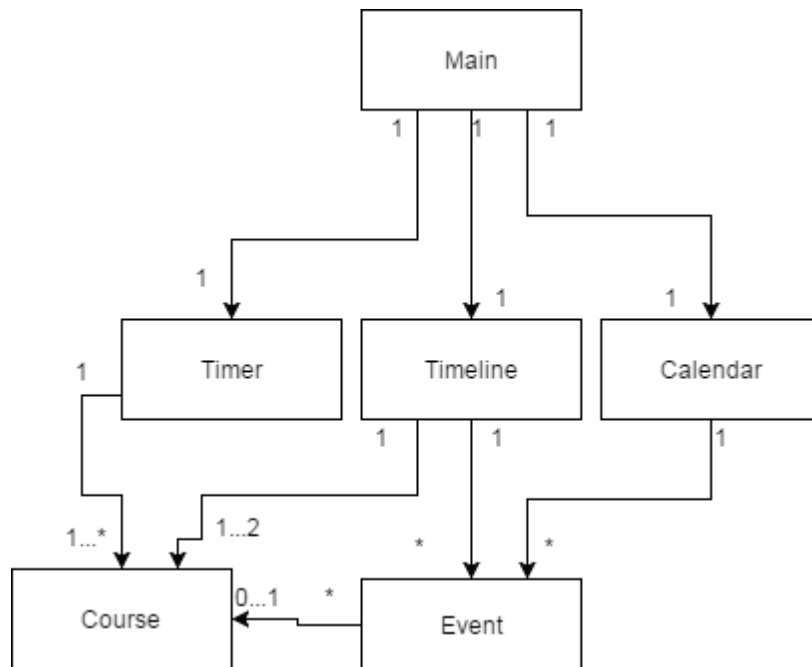 Main
1 1 1
1 1 1
Timer Timeline Calendar
1
1 1 1
1...* 1...2 * *
Course 0...1 * Event